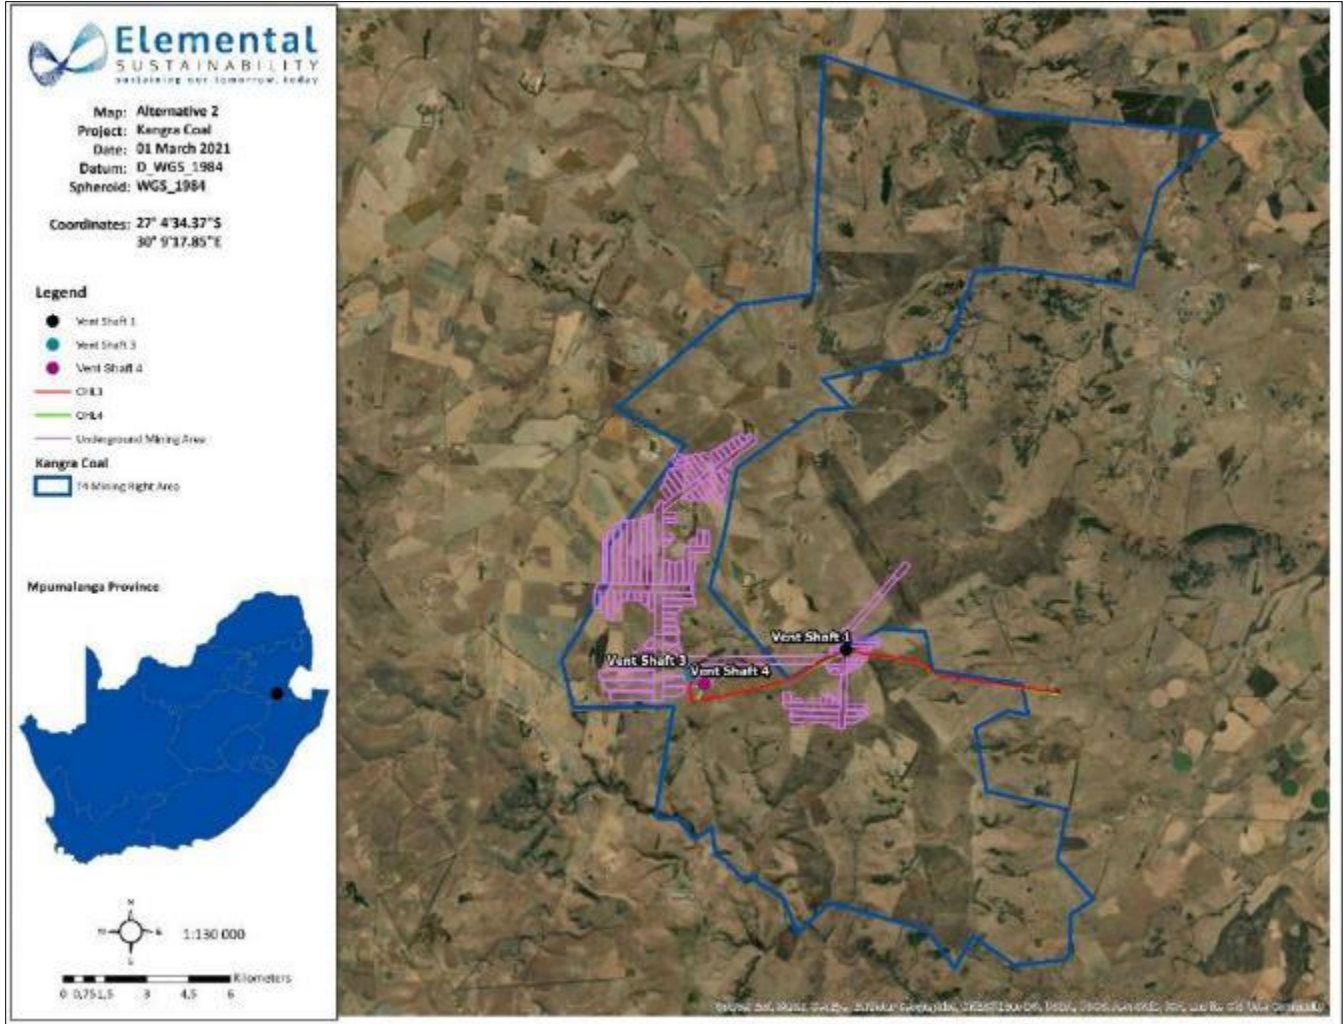 Elemental
SUSTAINABILITY
sustaining our tomorrow, today
Map: Alternative 2
Project: Kangra Coal
Date: 01 March 2021
Datum: D_WGS_1984
Spheroid: WGS_1984
Coordinates: 27° 4'34.37"S
30° 9'17.85"E
Legend
Vent Shaft 1
Vent Shaft 3
Vent Shaft 4
OHL3
OHL4
Underground Mining Area
Kangra Coal
Mining Right Area
Mpumalanga Province
N
E
S
1:130 000
Kilometers
0 0,75 1,5 3 4,5 6
Vent Shaft 1
Vent Shaft 3
Vent Shaft 4